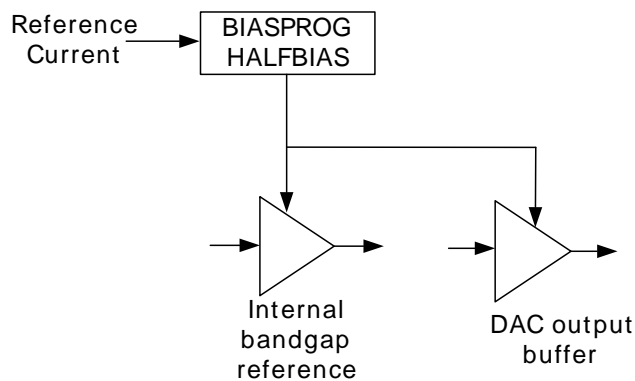 Reference
Current
BIASPROG
HALFBIAS
Internal
bandgap
reference
DAC output
buffer